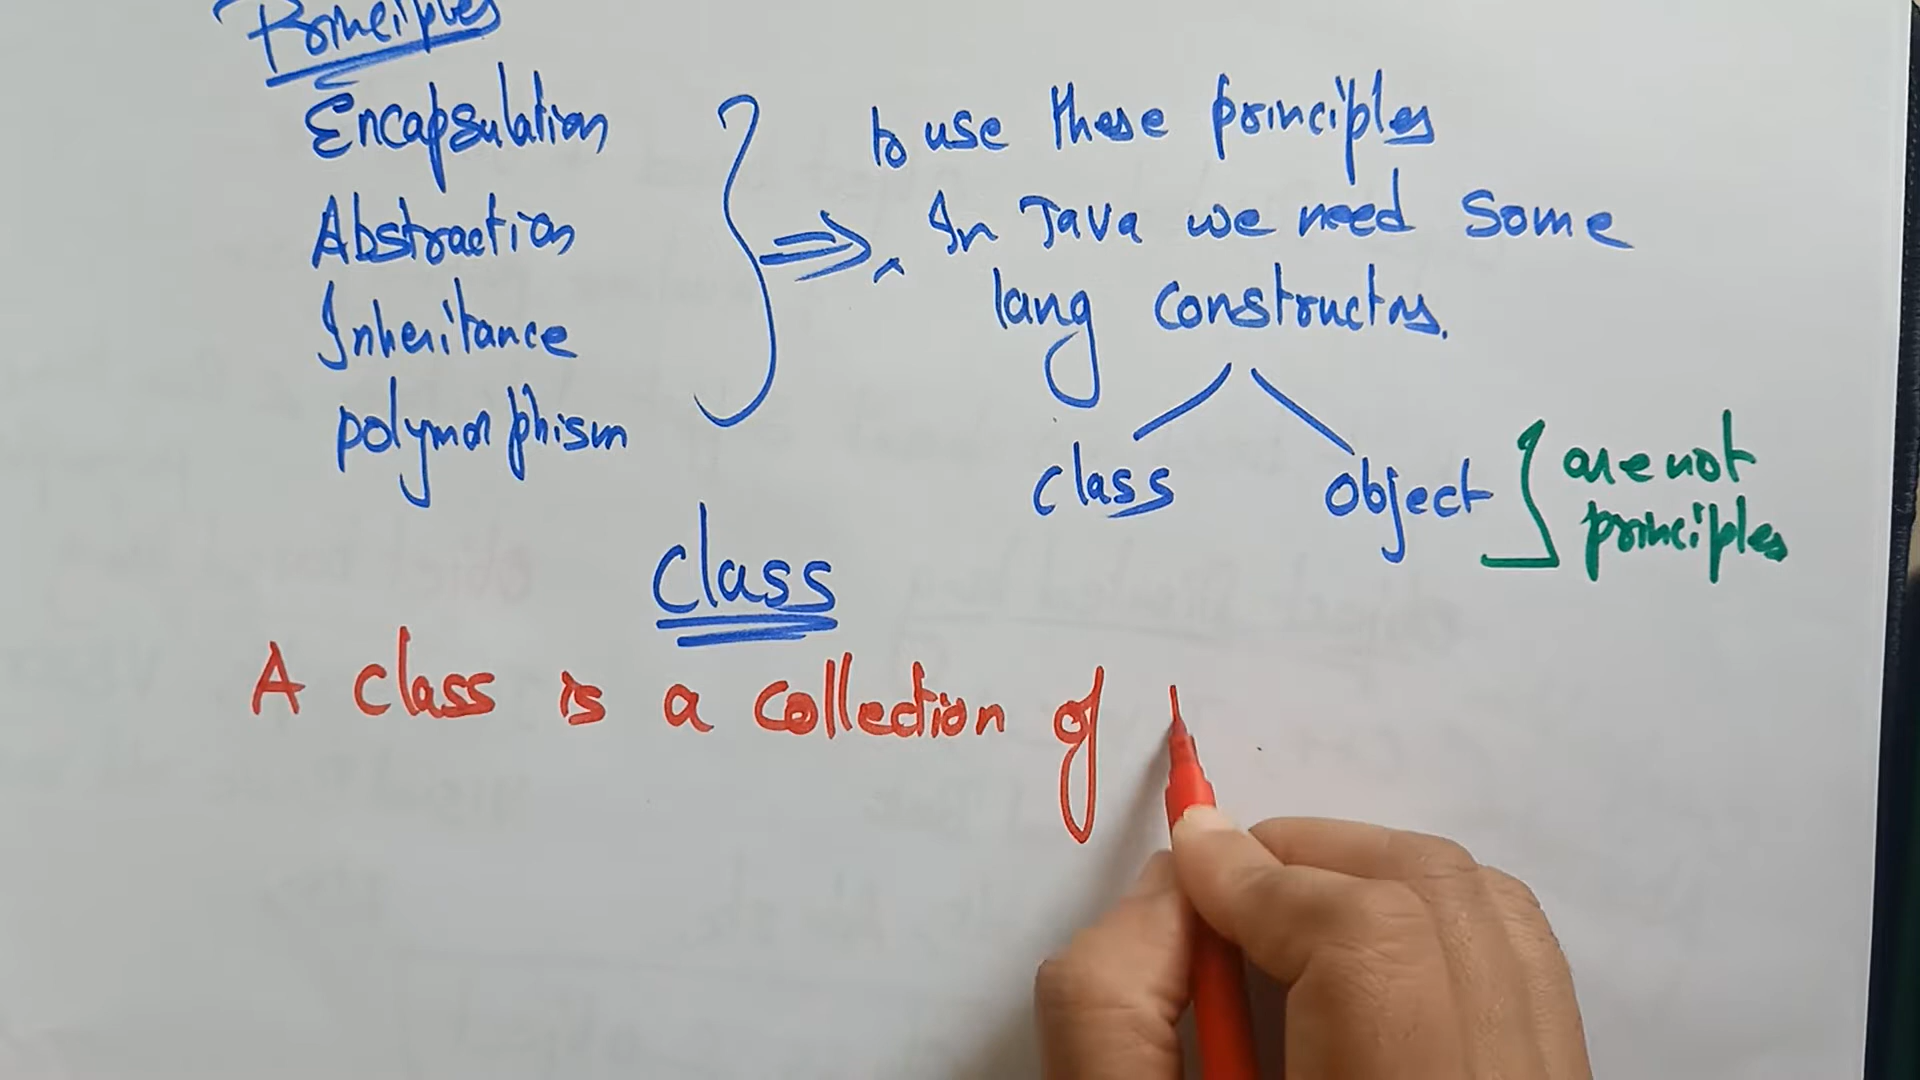 Principles
Encapsulation
Abstraction
Inheritance
polymorphism
to use these principles
In Java we need some
lang constructors.
class
object
are not
principles
class
A class is a collection of